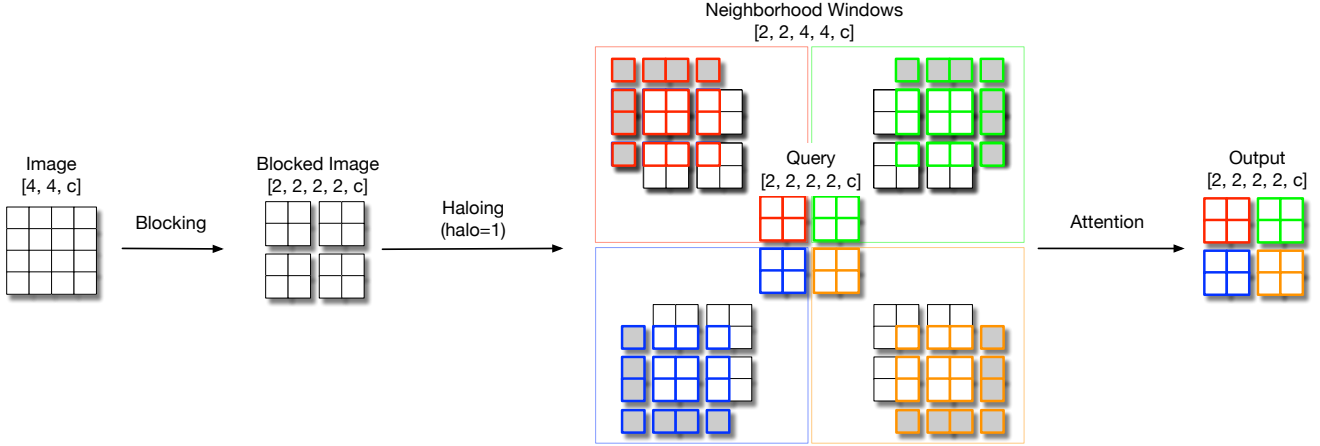 Neighborhood Windows
[2, 2, 4, 4, c]
Image
[4, 4, c]
Blocking
Blocked Image
[2, 2, 2, 2, c]
Haloing
(halo=1)
Query
[2, 2, 2, 2, c]
Attention
Output
[2, 2, 2, 2, c]